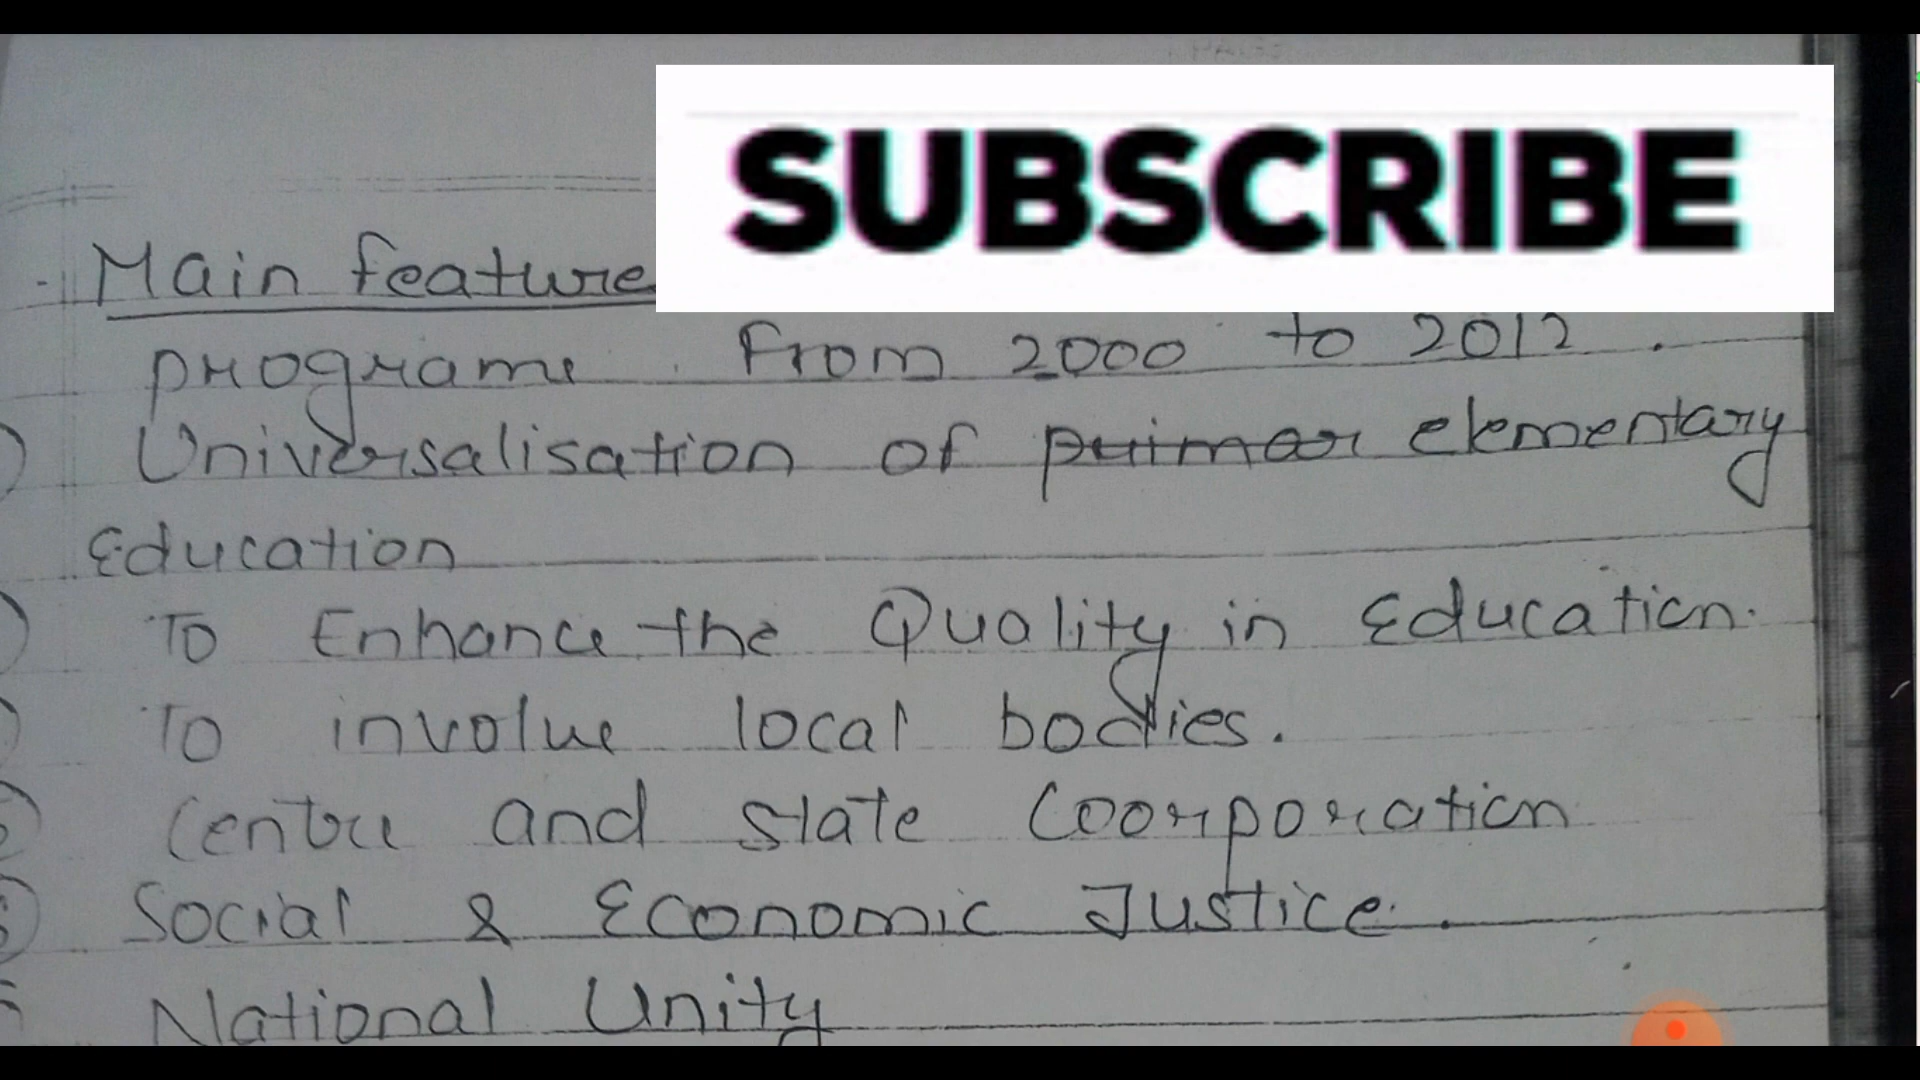 SUBSCRIBE
Main feature
programe From 2000 to 2012.
Universalisation of primar elementary
Education
To Enhance the Quality in Education.
To involve local bodies.
Centre and state Coorporation
Social & Economic Justice.
National Unity